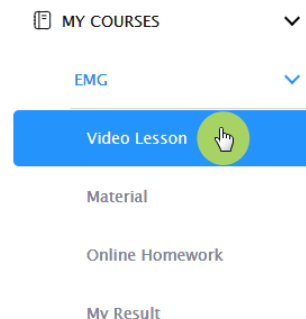 MY COURSES
EMG
Video Lesson
Material
Online Homework
My Result